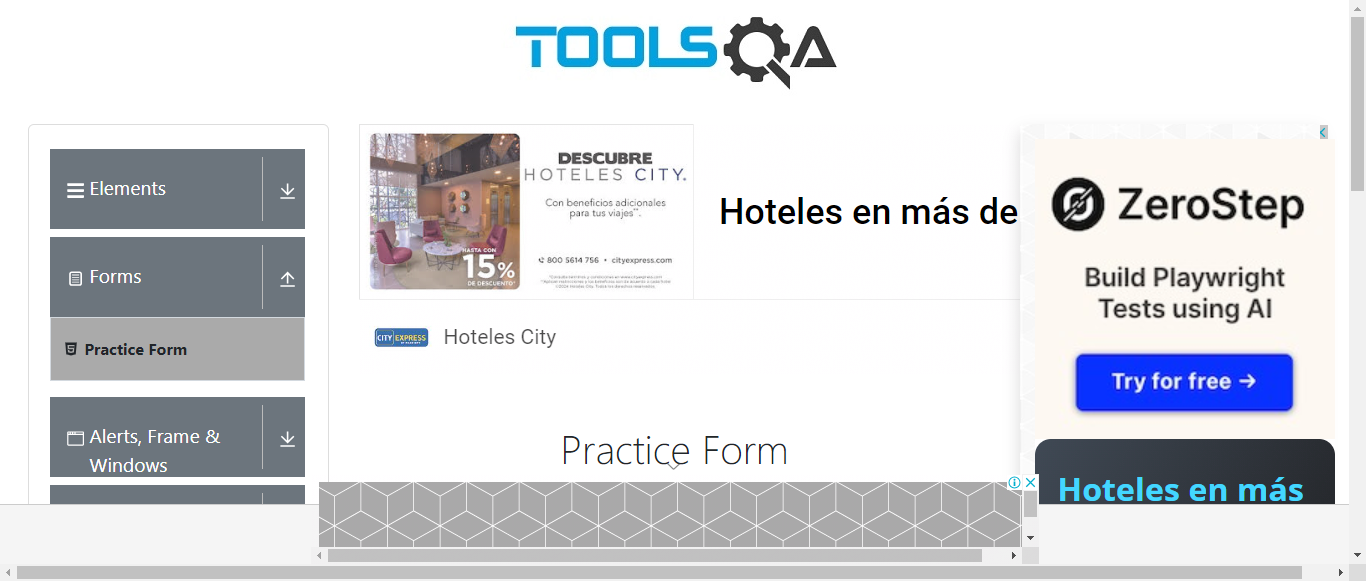 TOOLSQA
Elements
Forms
Practice Form
Alerts, Frame &
Windows
DESCUBRE
HOTELES CITY.
Con beneficios adicionales
para tus viajes**.
HASTA CON
15%
DE DESCUENTO*
800 5614 756 • cityexpress.com
Hoteles en más de
CITY EXPRESS
Hoteles City
Practice Form
ZeroStep
Build Playwright
Tests using AI
Try for free →
Hoteles en más